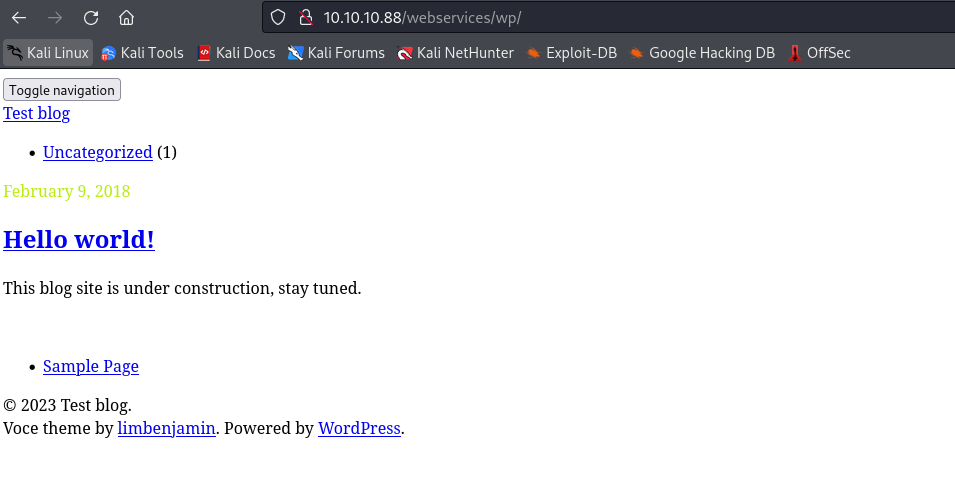 10.10.10.88/webservices/wp/
Kali Linux Kali Tools Kali Docs Kali Forums Kali NetHunter Exploit-DB Google Hacking DB OffSec
Toggle navigation
Test blog
• Uncategorized (1)
February 9, 2018
Hello world!
This blog site is under construction, stay tuned.
• Sample Page
© 2023 Test blog.
Voce theme by limbenjamin. Powered by WordPress.